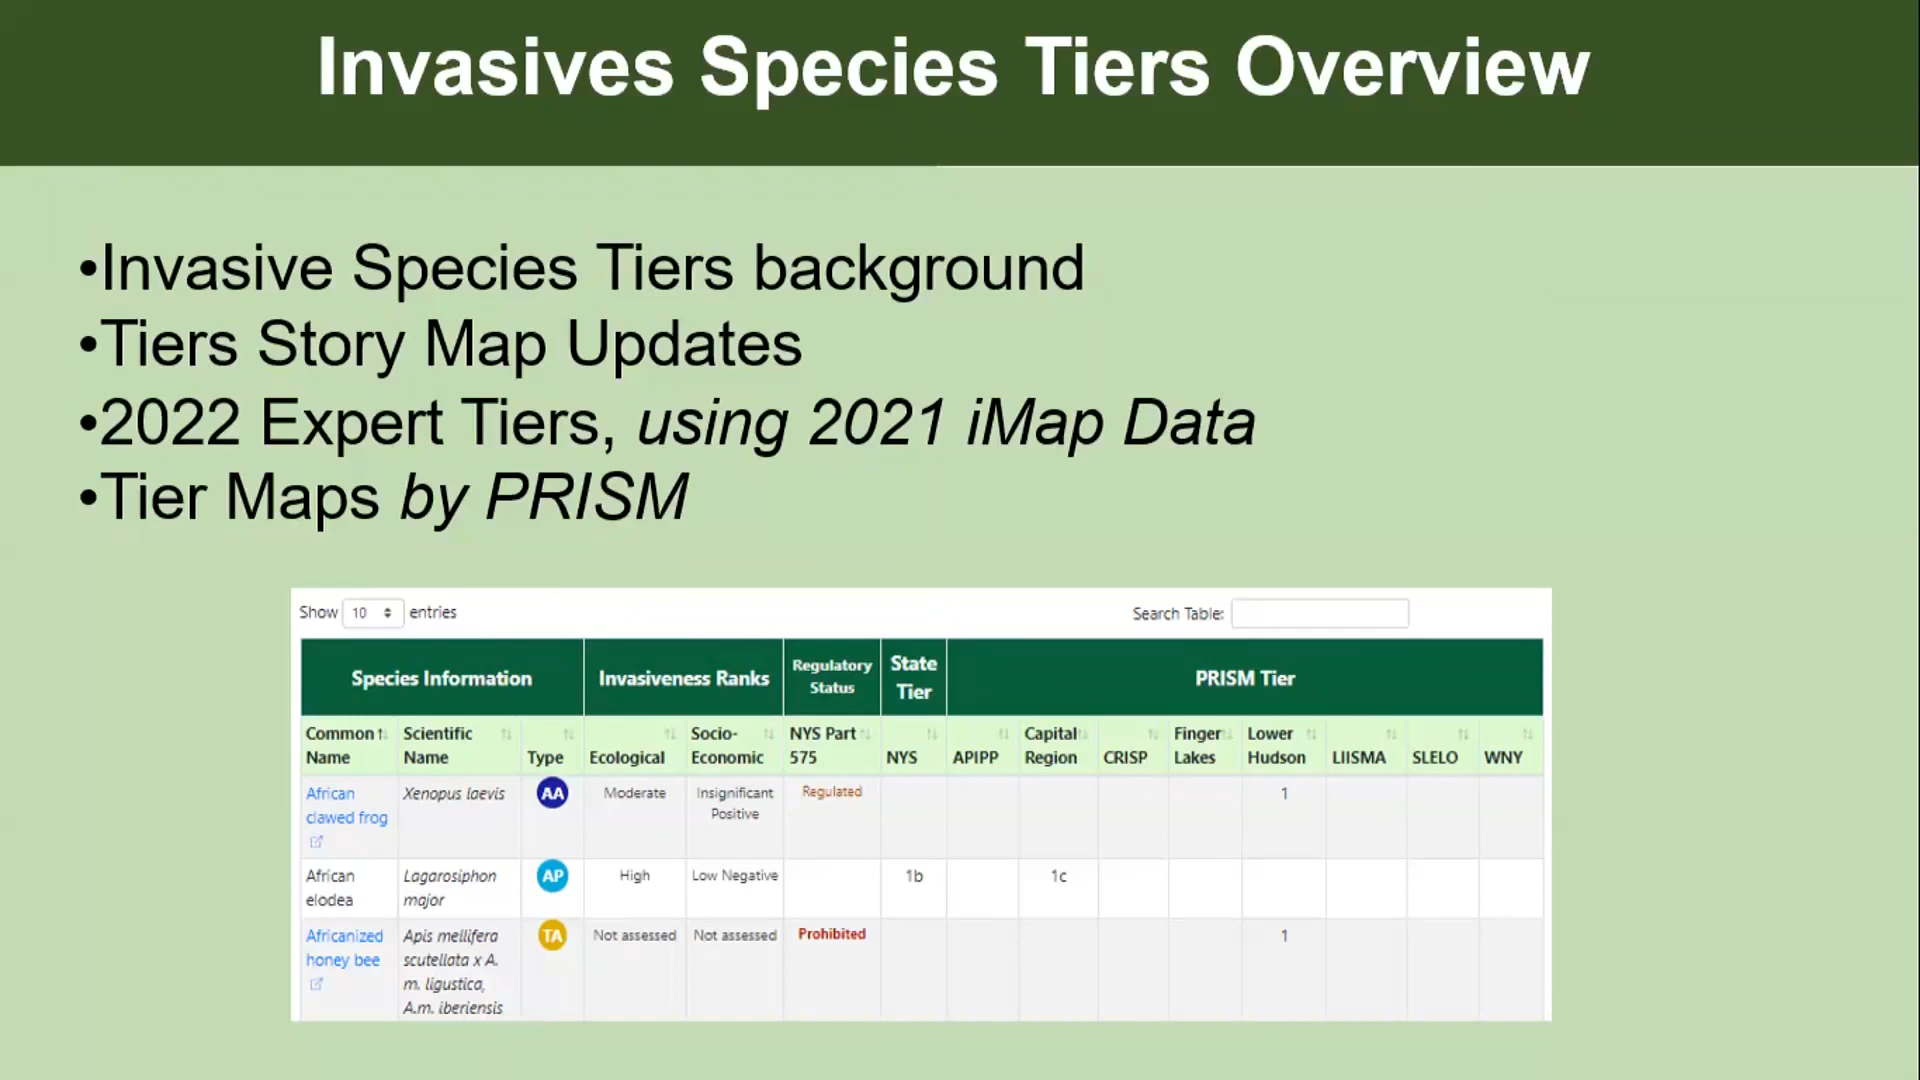 Invasives Species Tiers Overview
•Invasive Species Tiers background
•Tiers Story Map Updates
•2022 Expert Tiers, using 2021 iMap Data
•Tier Maps by PRISM
Show 10 entries Search Table:
Species Information Invasiveness Ranks Regulatory Status State Tier PRISM Tier
Common Name Scientific Name Type Ecological Socio-Economic NYS Part 575 NYS APIPP Capital Region CRISP Finger Lakes Lower Hudson LIISMA SLELO WNY
African clawed frog Xenopus laevis AA Moderate Insignificant Positive Regulated 1
African elodea Lagarosiphon major AP High Low Negative 1b 1c
Africanized honey bee Apis mellifera scutellata x A. m. ligustica, A.m. iberiensis TA Not assessed Not assessed Prohibited 1